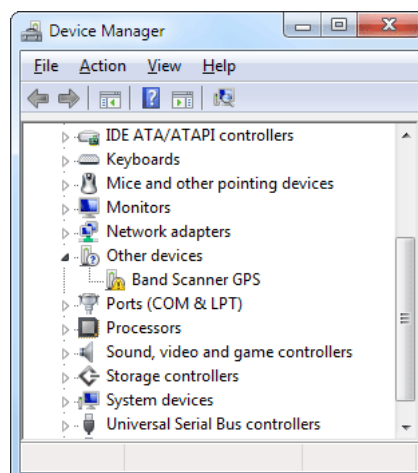 Device Manager
File Action View Help
IDE ATA/ATAPI controllers
Keyboards
Mice and other pointing devices
Monitors
Network adapters
Other devices
Band Scanner GPS
Ports (COM & LPT)
Processors
Sound, video and game controllers
Storage controllers
System devices
Universal Serial Bus controllers